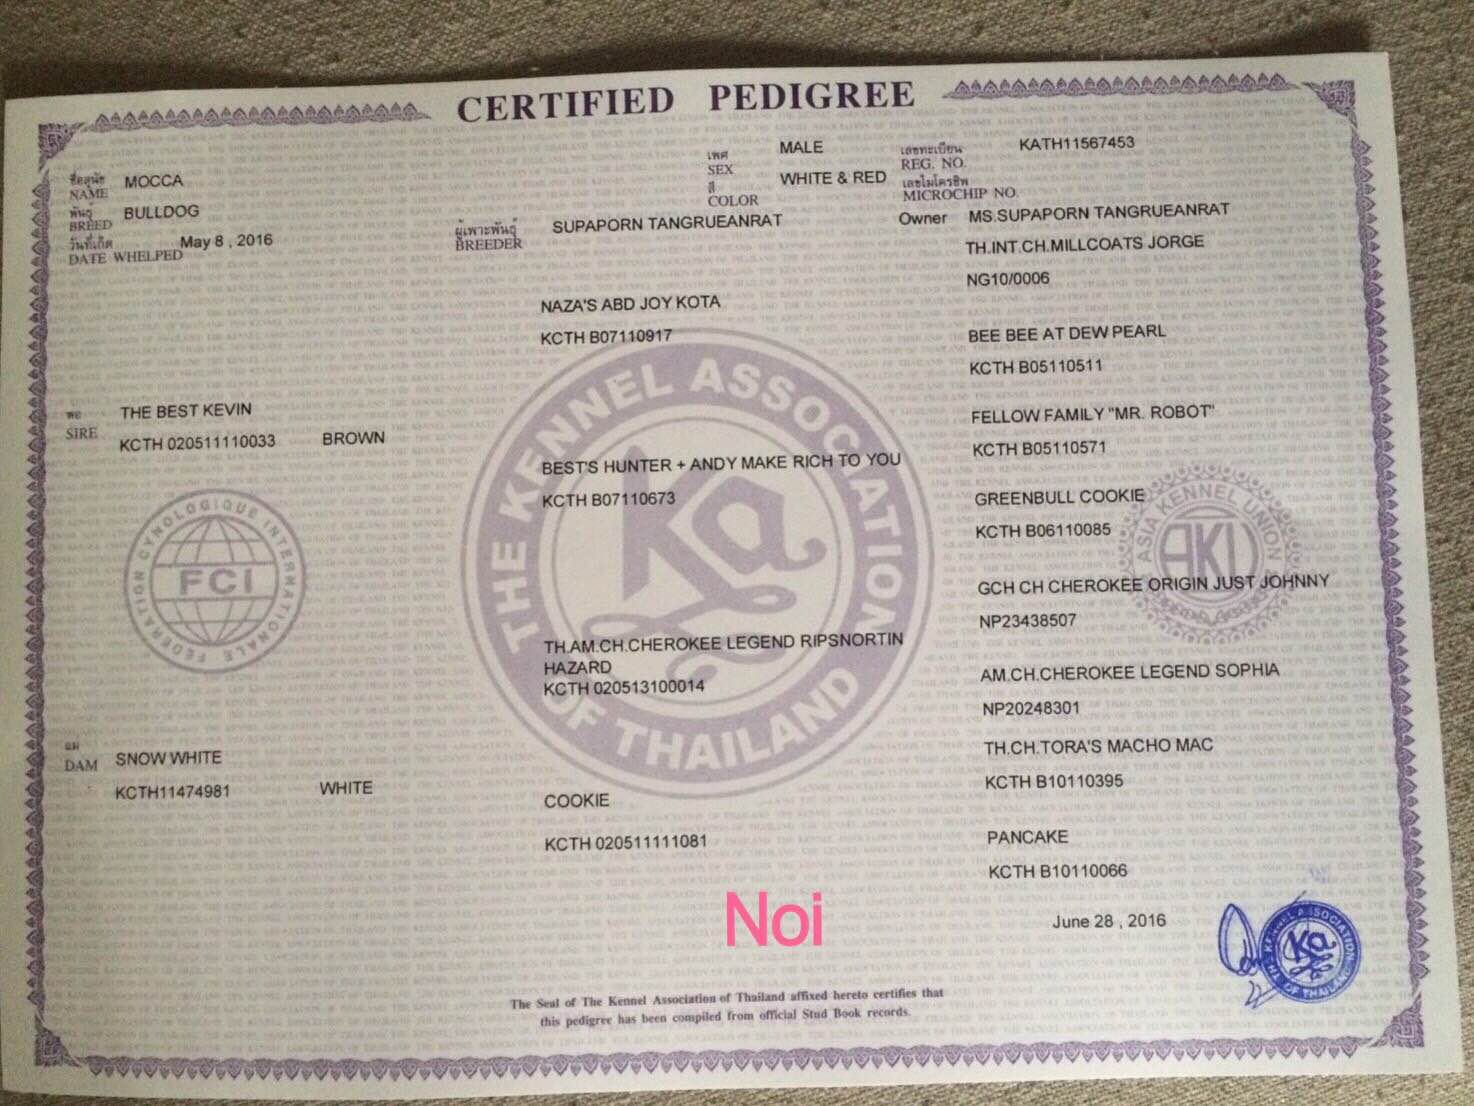 CERTIFIED PEDIGREE
ชื่อสุนัข
NAME MOCCA
พันธุ์
BREED BULLDOG
วันที่เกิด
DATE WHELPED May 8 , 2016
เพศ
SEX MALE
สี
COLOR WHITE & RED
ผู้เพาะพันธุ์
BREEDER SUPAPORN TANGRUEANRAT
เลขทะเบียน
REG. NO. KATH11567453
เลขไมโครชิพ
MICROCHIP NO.
Owner MS.SUPAPORN TANGRUEANRAT
พ่อ
SIRE
THE BEST KEVIN
KCTH 020511110033 BROWN
แม่
DAM
SNOW WHITE
KCTH11474981 WHITE
NAZA'S ABD JOY KOTA
KCTH B07110917
BEST'S HUNTER + ANDY MAKE RICH TO YOU
KCTH B07110673
TH.AM.CH.CHEROKEE LEGEND RIPSNORTIN
HAZARD
KCTH 020513100014
COOKIE
KCTH 020511111081
TH.INT.CH.MILLCOATS JORGE
NG10/0006
BEE BEE AT DEW PEARL
KCTH B05110511
FELLOW FAMILY "MR. ROBOT"
KCTH B05110571
GREENBULL COOKIE
KCTH B06110085
GCH CH CHEROKEE ORIGIN JUST JOHNNY
NP23438507
AM.CH.CHEROKEE LEGEND SOPHIA
NP20248301
TH.CH.TORA'S MACHO MAC
KCTH B10110395
PANCAKE
KCTH B10110066
FEDERATION CYNOLOGIQUE INTERNATIONALE
FCI
THE KENNEL ASSOCIATION OF THAILAND
Ka
ASIA KENNEL UNION
AKU
Noi
June 28 , 2016
THE KENNEL ASSOCIATION OF THAILAND
Ka
The Seal of The Kennel Association of Thailand affixed hereto certifies that
this pedigree has been compiled from official Stud Book records.